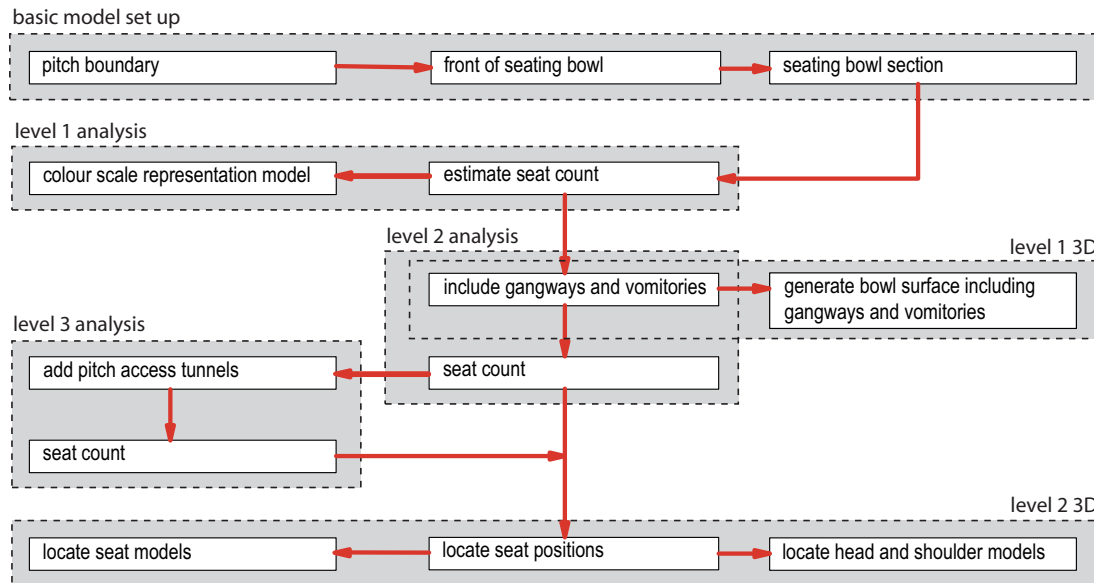 basic model set up
pitch boundary
front of seating bowl
seating bowl section
level 1 analysis
colour scale representation model
estimate seat count
level 2 analysis
level 1 3D
include gangways and vomitories
generate bowl surface including
gangways and vomitories
level 3 analysis
add pitch access tunnels
seat count
seat count
level 2 3D
locate seat models
locate seat positions
locate head and shoulder models